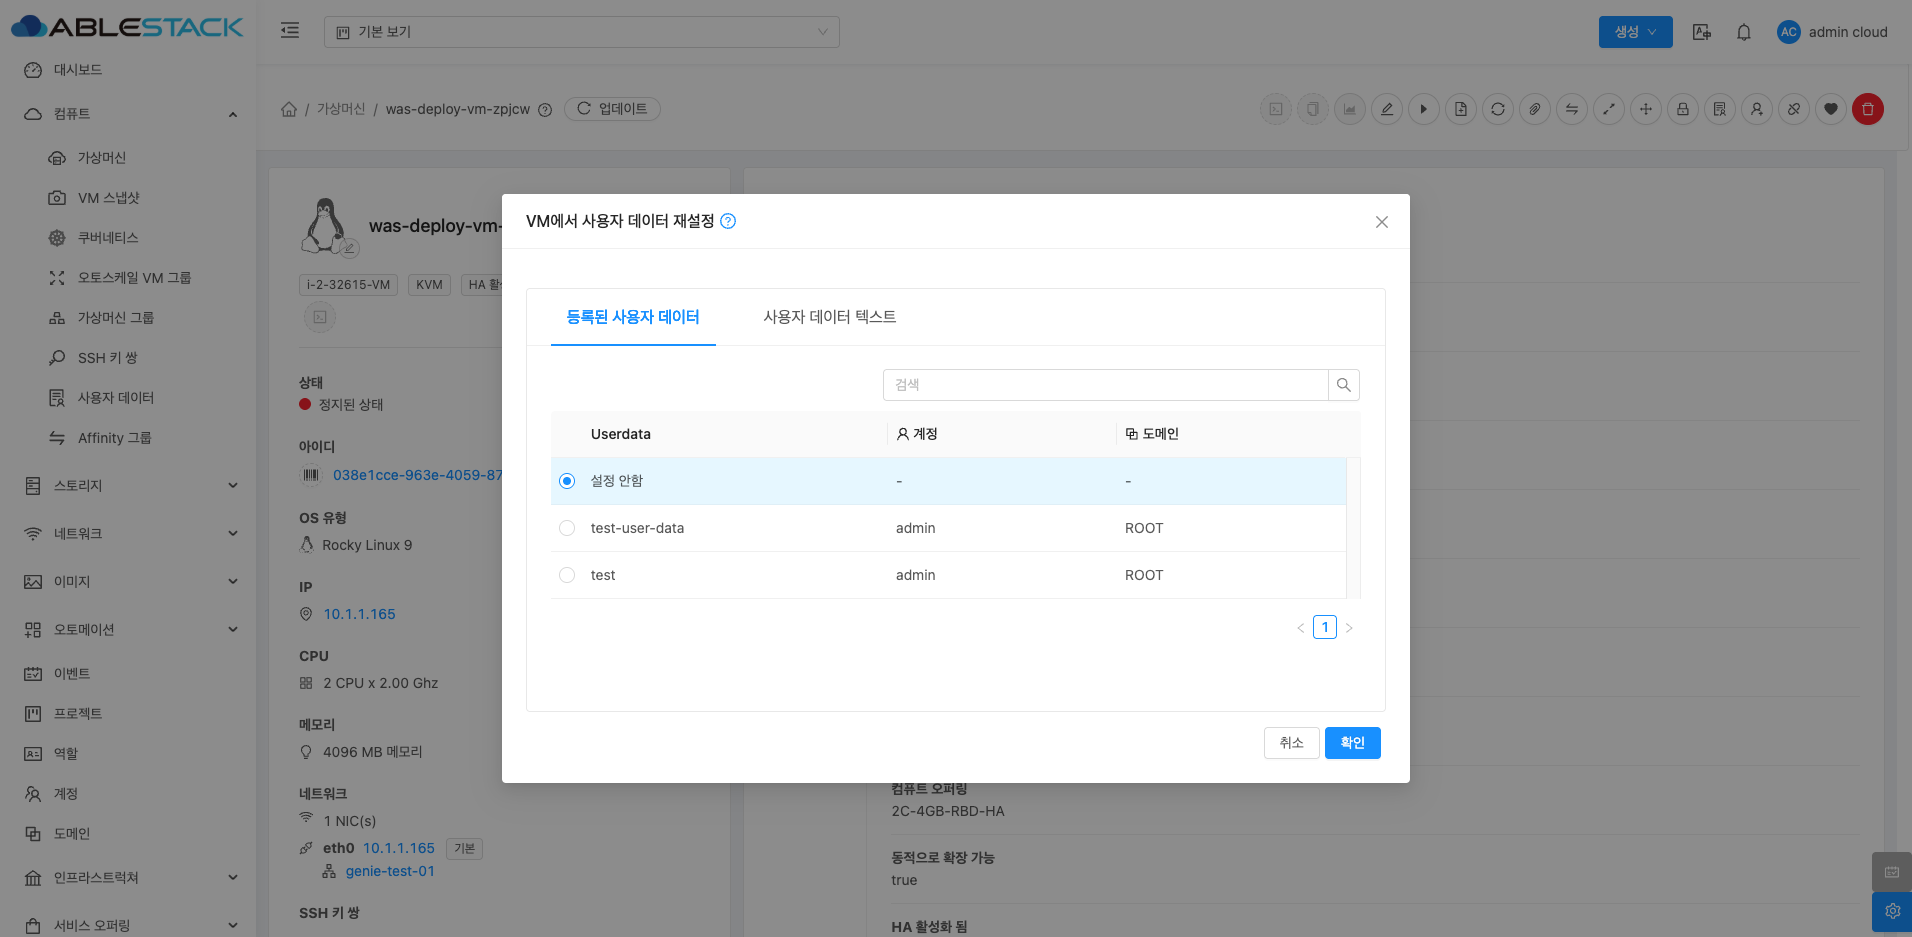 ABLESTACK
기본 보기
생성
AC
admin cloud
대시보드
컴퓨트
가상머신
VM 스냅샷
쿠버네티스
오토스케일 VM 그룹
가상머신 그룹
SSH 키 쌍
사용자 데이터
Affinity 그룹
스토리지
네트워크
이미지
오토메이션
이벤트
프로젝트
역할
계정
도메인
인프라스트럭쳐
서비스 오퍼링
/ 가상머신 / was-deploy-vm-zpjcw
업데이트
was-deploy-vm-
i-2-32615-VM
KVM
HA 활
상태
정지된 상태
아이디
038e1cce-963e-4059-87
OS 유형
Rocky Linux 9
IP
10.1.1.165
CPU
2 CPU x 2.00 Ghz
메모리
4096 MB 메모리
네트워크
1 NIC(s)
eth0 10.1.1.165 기본
genie-test-01
SSH 키 쌍
VM에서 사용자 데이터 재설정
등록된 사용자 데이터
사용자 데이터 텍스트
검색
Userdata 계정 도메인
설정 안함 - -
test-user-data admin ROOT
test admin ROOT
< 1 >
취소
확인
컴퓨트 오퍼링
2C-4GB-RBD-HA
동적으로 확장 가능
true
HA 활성화 됨